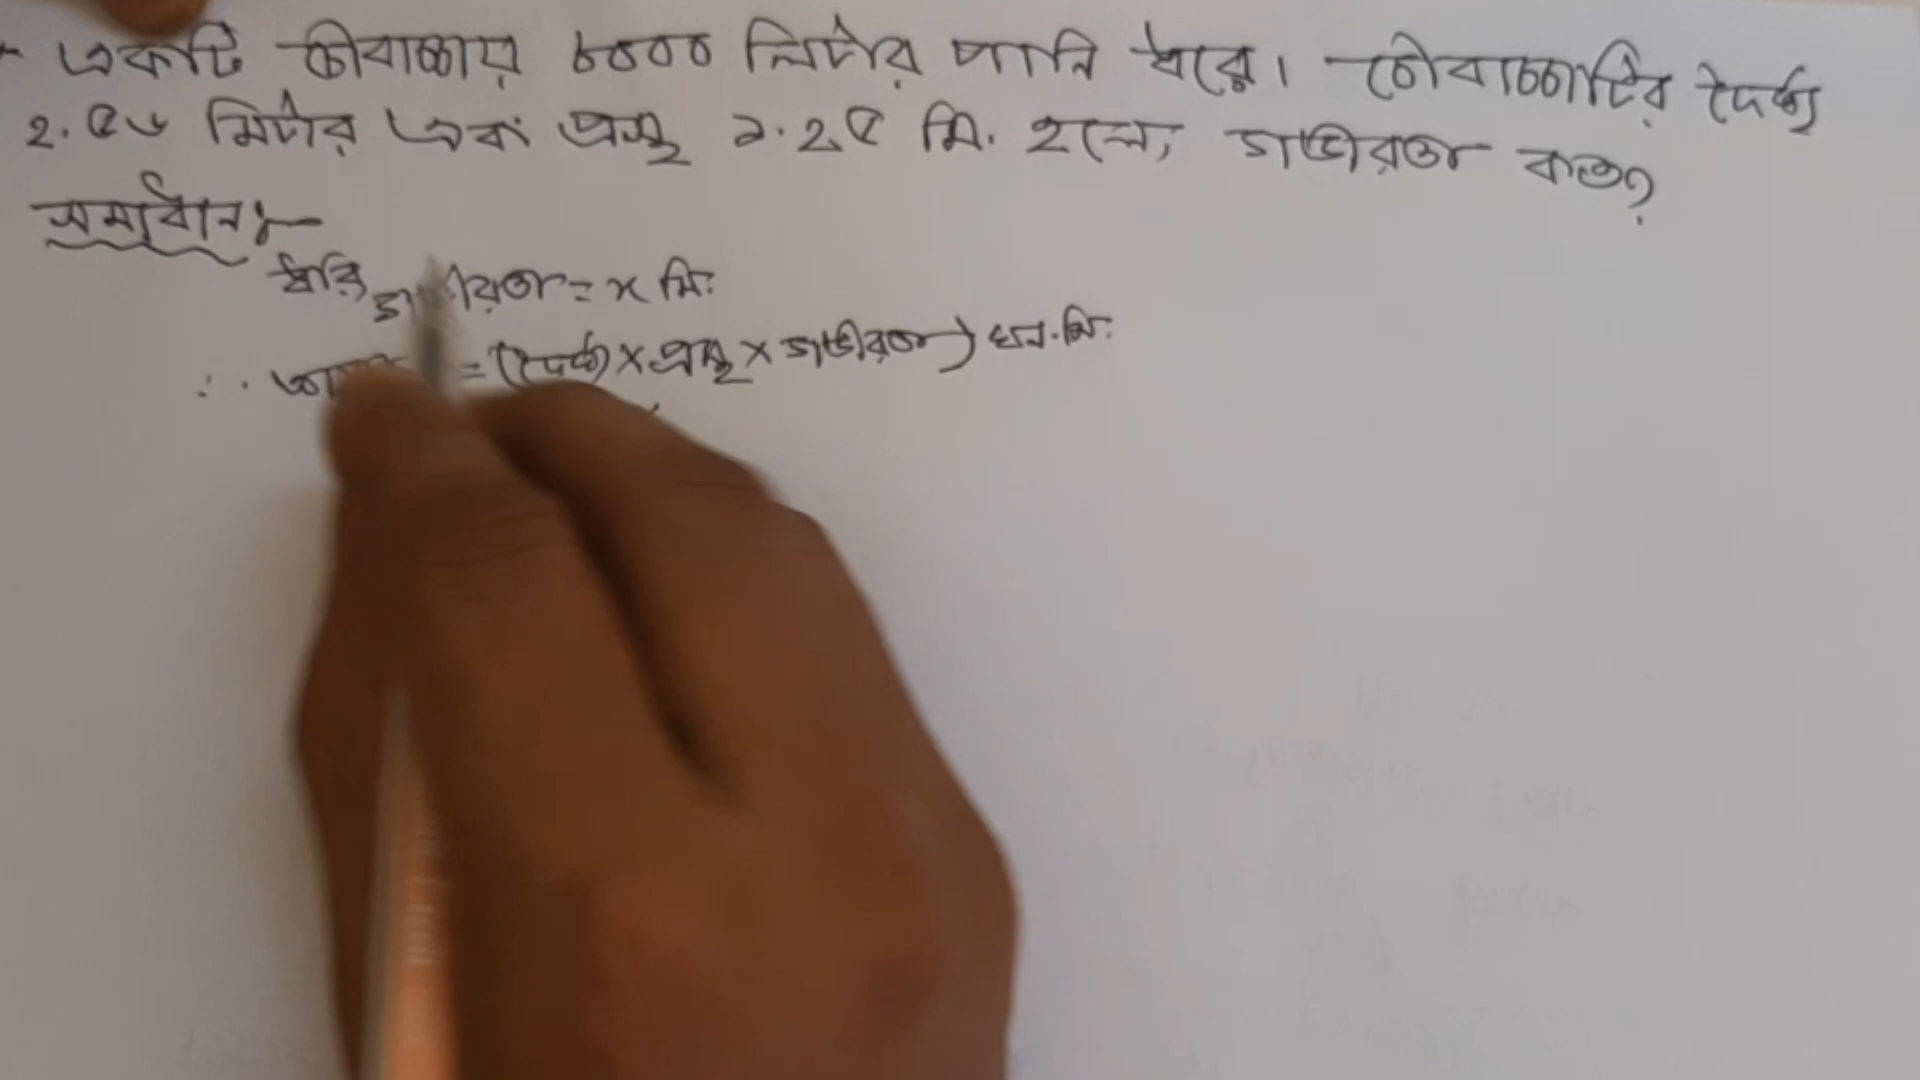 একটি চৌবাচ্চায় ৮০০০ লিটার পানি ধরে। চৌবাচ্চাটির দৈর্ঘ্য
২.৫৬ মিটার এবং প্রস্থ ১.২৫ মি. হলে, গভীরতা কত?
সমাধান:-
ধরি, গভীরতা = x মি.
∴ = (দৈর্ঘ্য × প্রস্থ × গভীরতা) ঘন.মি.